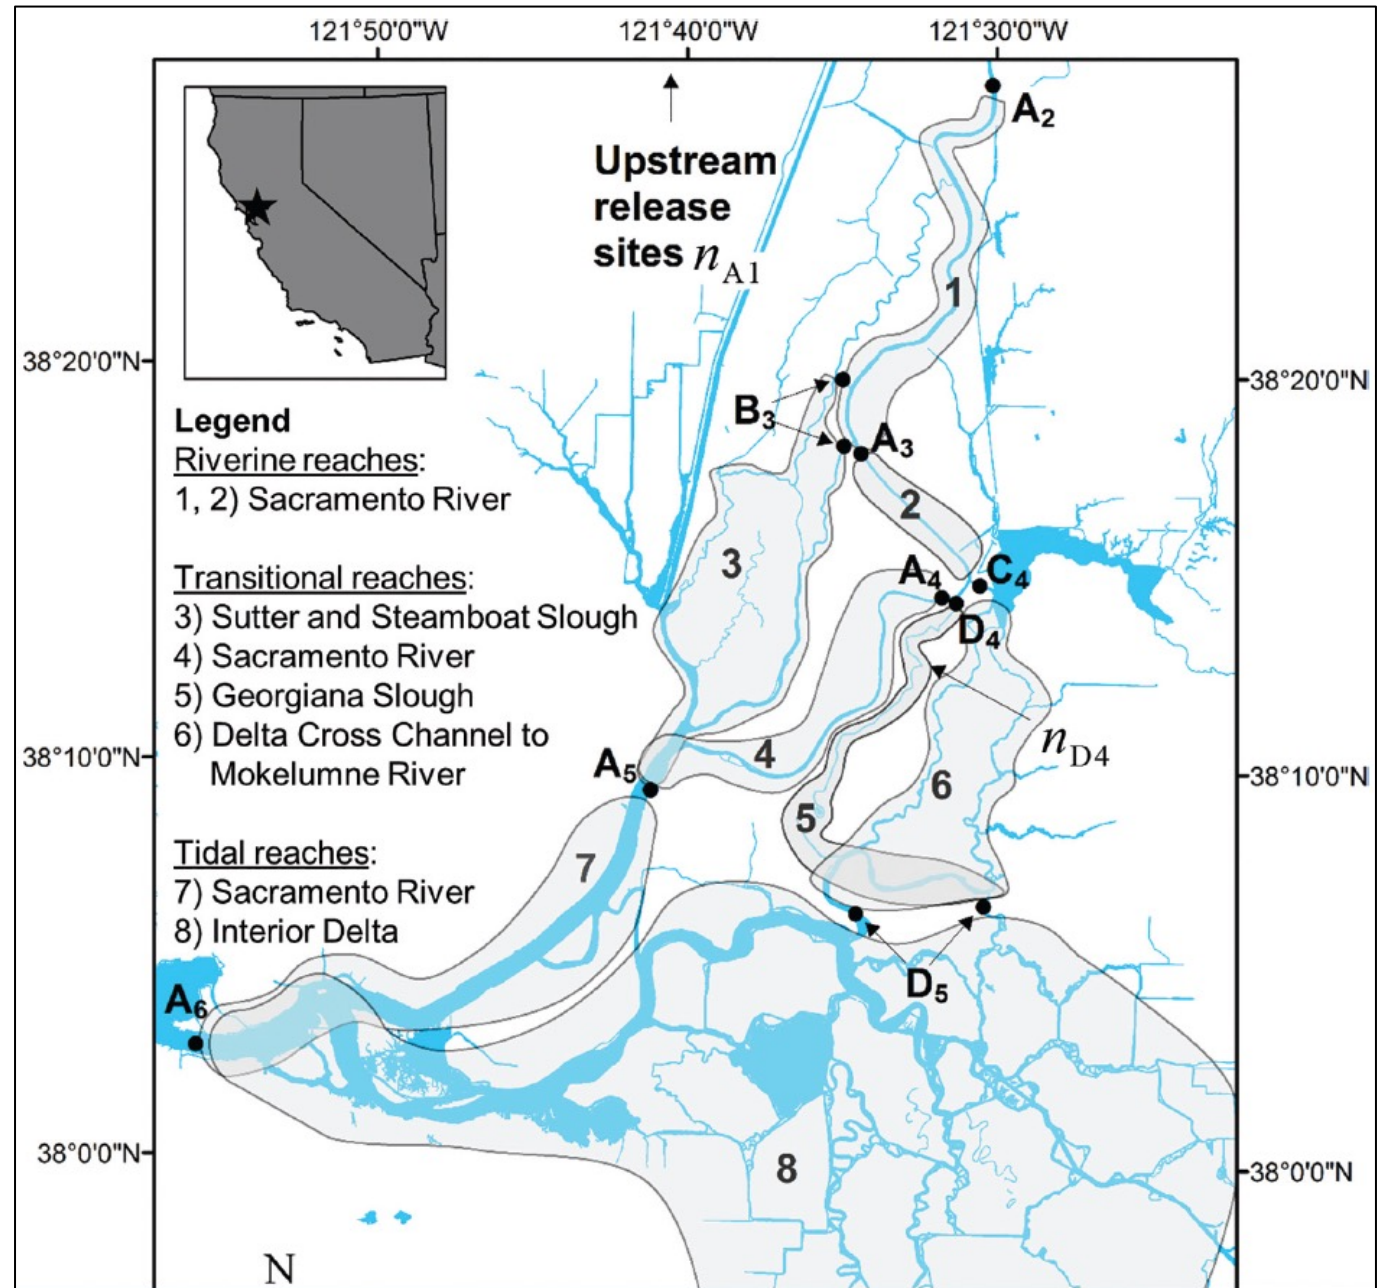 121°50'0"W
121°40'0"W
121°30'0"W
A2
Upstream
release
sites nA1
1
38°20'0"N
38°20'0"N
B3
A3
Legend
Riverine reaches:
1, 2) Sacramento River
2
3
A4
C4
Transitional reaches:
3) Sutter and Steamboat Slough
D4
4) Sacramento River
5) Georgiana Slough
6) Delta Cross Channel to
Mokelumne River
nD4
38°10'0"N
38°10'0"N
A5
4
6
5
Tidal reaches:
7) Sacramento River
8) Interior Delta
7
D5
A6
38°0'0"N
38°0'0"N
8
N